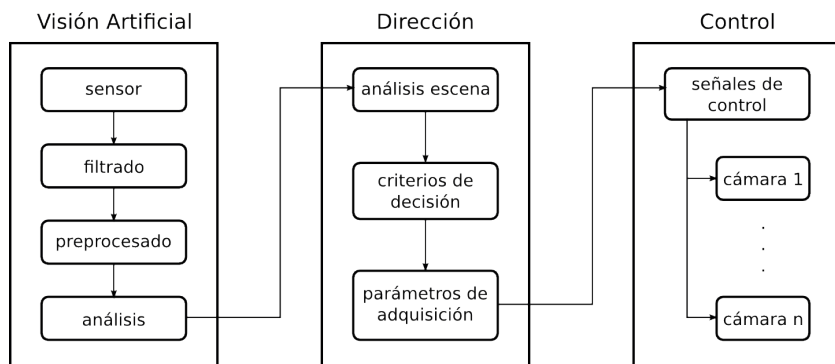 Visión Artificial
sensor
filtrado
preprocesado
análisis
Dirección
análisis escena
criterios de
decisión
parámetros de
adquisición
Control
señales de
control
cámara 1
cámara n